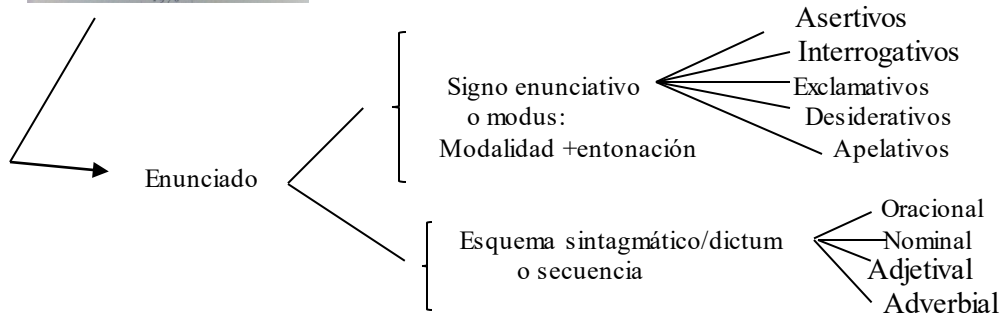 Asertivos
Interrogativos
Signo enunciativo
Exclamativos
o modus:
Desiderativos
Modalidad +entonación
Apelativos
Enunciado
Oracional
Esquema sintagmático/dictum
Nominal
o secuencia
Adjetival
Adverbial